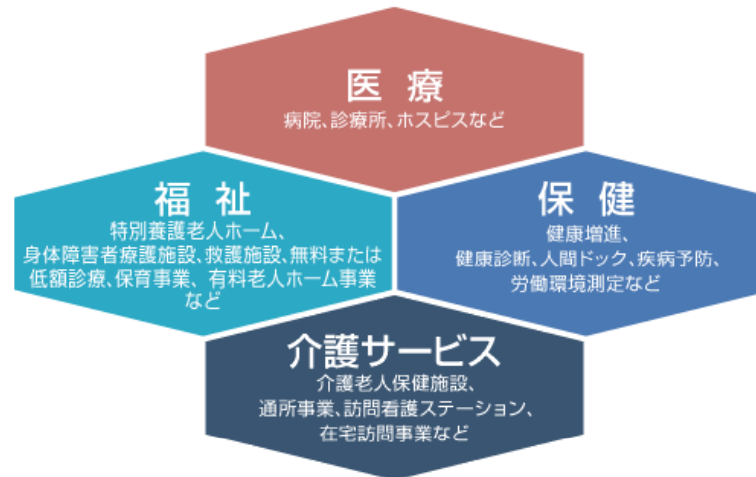 医 療
病院、診療所、ホスピスなど
福 祉
特別養護老人ホーム、
身体障害者療護施設、救護施設、無料または
低額診療、保育事業、有料老人ホーム事業
など
保 健
健康増進、
健康診断、人間ドック、疾病予防、
労働環境測定など
介護サービス
介護老人保健施設、
通所事業、訪問看護ステーション、
在宅訪問事業など